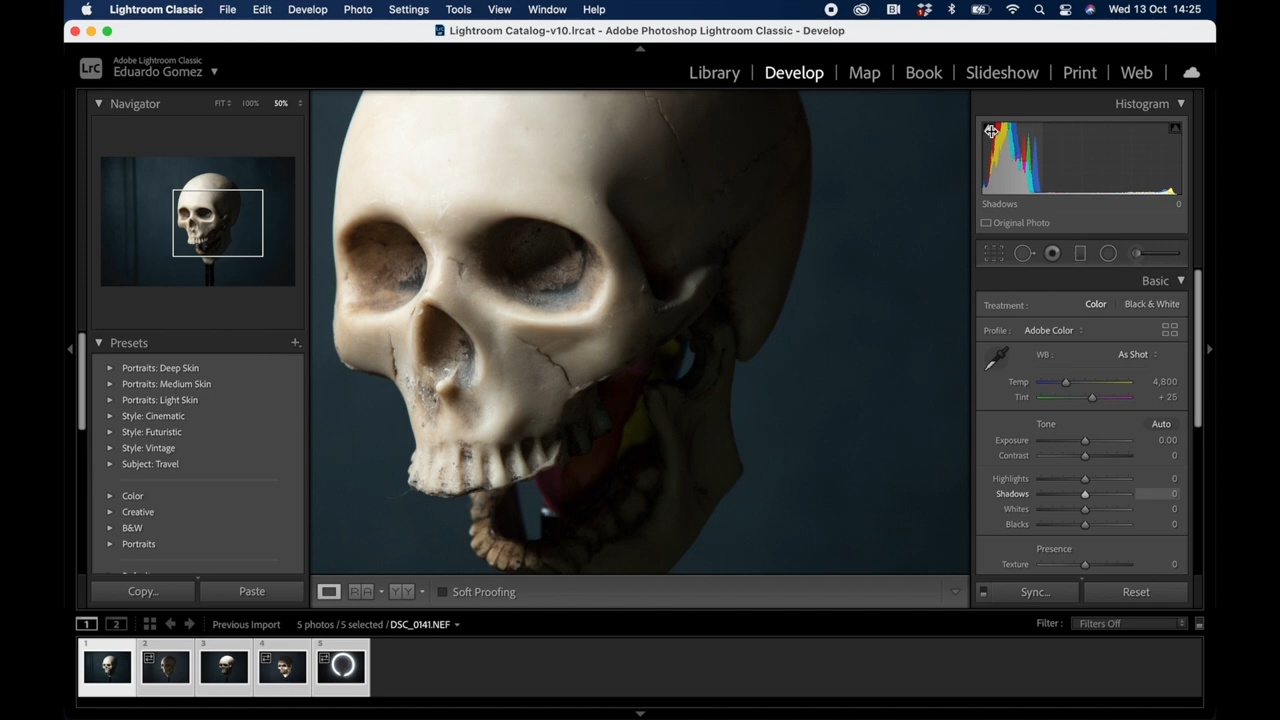 Lightroom Classic File Edit Develop Photo Settings Tools View Window Help Wed 13 Oct 14:25
Lightroom Catalog-v10.lrcat - Adobe Photoshop Lightroom Classic - Develop
LrC Adobe Lightroom Classic
Eduardo Gomez
Library | Develop | Map | Book | Slideshow | Print | Web
Navigator FIT 100% 50%
Histogram
Shadows 0
Original Photo
Basic
Treatment : Color Black & White
Profile : Adobe Color
WB : As Shot
Temp 4,800
Tint + 25
Tone Auto
Exposure 0.00
Contrast 0
Highlights 0
Shadows 0
Whites 0
Blacks 0
Presence
Texture 0
Presets
Portraits: Deep Skin
Portraits: Medium Skin
Portraits: Light Skin
Style: Cinematic
Style: Futuristic
Style: Vintage
Subject: Travel
Color
Creative
B&W
Portraits
Copy... Paste
Soft Proofing
Sync... Reset
1 2 Previous Import 5 photos / 5 selected / DSC_0141.NEF
Filter : Filters Off
1 2 3 4 5